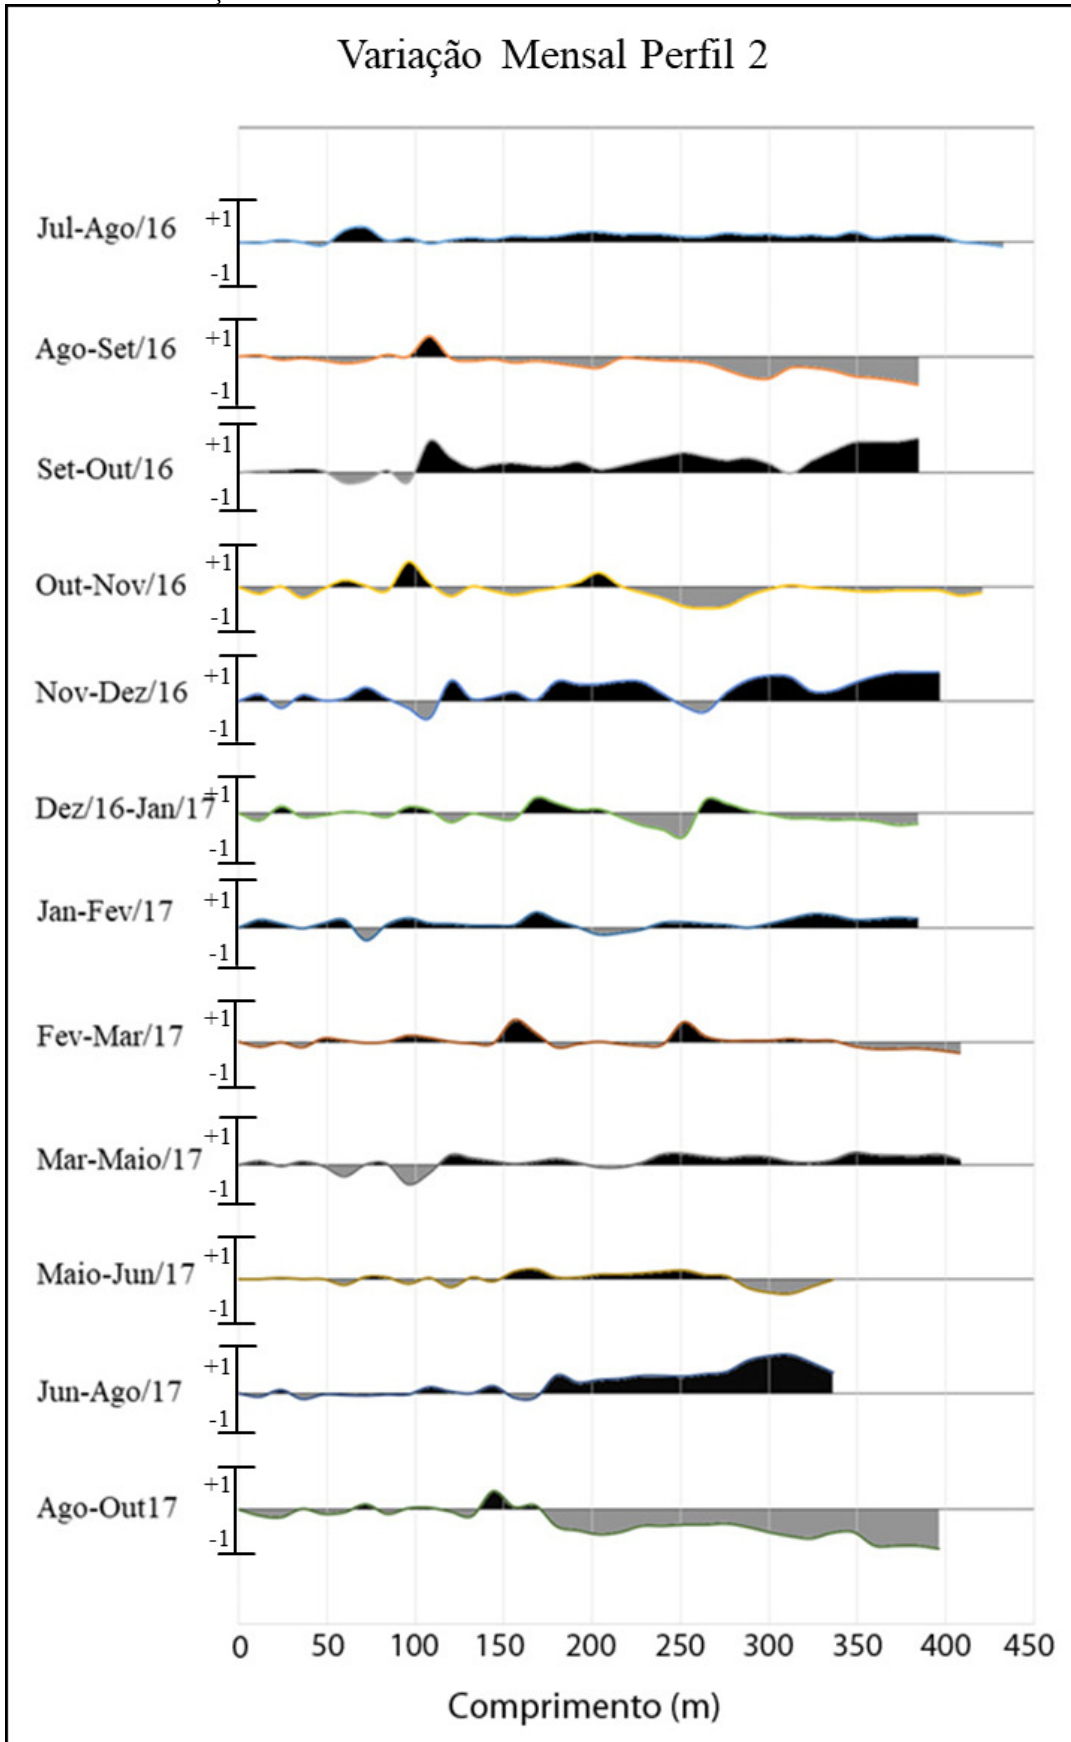 Variação Mensal Perfil 2
Jul-Ago/16
+1
-1
Ago-Set/16
+1
-1
Set-Out/16
+1
-1
Out-Nov/16
+1
-1
Nov-Dez/16
+1
-1
Dez/16-Jan/17
+1
-1
Jan-Fev/17
+1
-1
Fev-Mar/17
+1
-1
Mar-Maio/17
+1
-1
Maio-Jun/17
+1
-1
Jun-Ago/17
+1
-1
Ago-Out17
+1
-1
0 50 100 150 200 250 300 350 400 450
Comprimento (m)